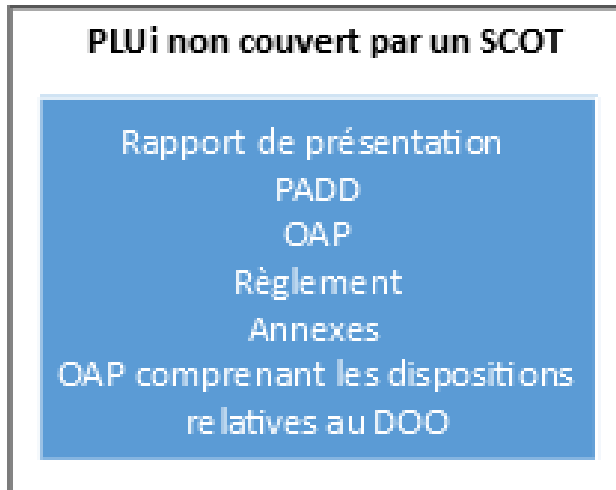 PLUi non couvert par un SCOT
Rapport de présentation
PADD
OAP
Règlement
Annexes
OAP comprenant les dispositions
relatives au DOO